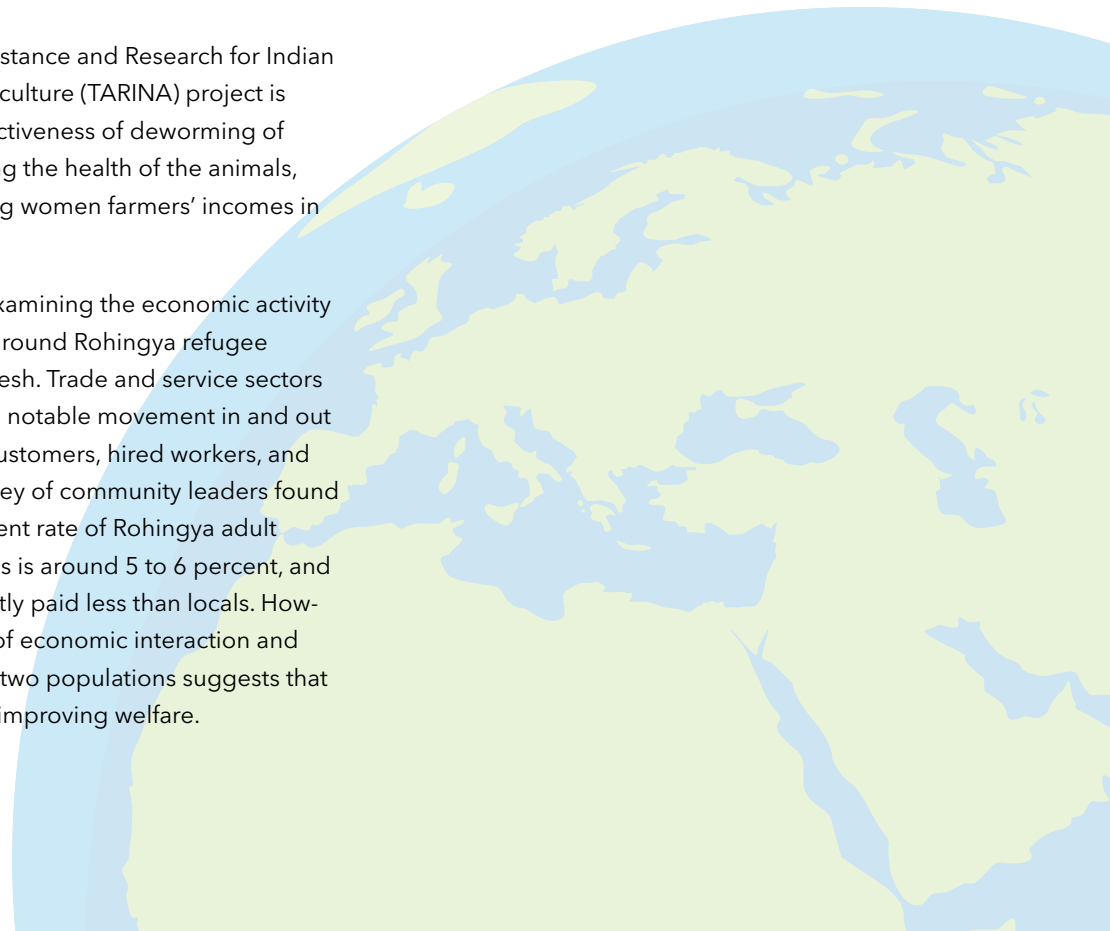 stance and Research for Indian
culture (TARINA) project is
ctiveness of deworming of
g the health of the animals,
g women farmers’ incomes in
xamining the economic activity
round Rohingya refugee
esh. Trade and service sectors
notable movement in and out
ustomers, hired workers, and
ey of community leaders found
ent rate of Rohingya adult
s is around 5 to 6 percent, and
tly paid less than locals. How-
of economic interaction and
two populations suggests that
improving welfare.